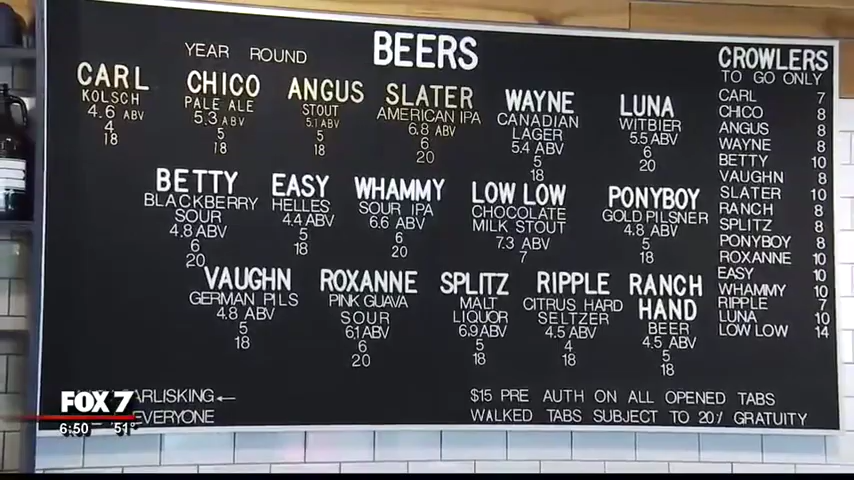 YEAR ROUND
BEERS
CARL
KOLSCH
4.6 ABV
4
18
CHICO
PALE ALE
5.3 ABV
5
18
ANGUS
STOUT
5.1 ABV
5
18
SLATER
AMERICAN IPA
6.8 ABV
6
20
WAYNE
CANADIAN
LAGER
5.4 ABV
5
18
LUNA
WITBIER
5.5 ABV
6
20
BETTY
BLACKBERRY
SOUR
4.8 ABV
6
20
EASY
HELLES
4.4 ABV
5
18
WHAMMY
SOUR IPA
6.6 ABV
6
20
LOW LOW
CHOCOLATE
MILK STOUT
7.3 ABV
7
PONYBOY
GOLD PILSNER
4.8 ABV
5
18
VAUGHN
GERMAN PILS
4.8 ABV
5
18
ROXANNE
PINK GUAVA
SOUR
6.1 ABV
6
20
SPLITZ
MALT
LIQUOR
6.9 ABV
5
18
RIPPLE
CITRUS HARD
SELTZER
4.5 ABV
4
18
RANCH
HAND
BEER
4.5 ABV
5
18
CROWLERS
TO GO ONLY
CARL 7
CHICO 8
ANGUS 8
WAYNE 8
BETTY 10
VAUGHN 8
SLATER 10
RANCH 8
SPLITZ 8
PONYBOY 8
ROXANNE 10
EASY 10
WHAMMY 10
RIPPLE 7
LUNA 10
LOW LOW 14
ARLISKING←
EVERYONE
$15 PRE AUTH ON ALL OPENED TABS
WALKED TABS SUBJECT TO 20% GRATUITY
FOX 7
6:50 51°